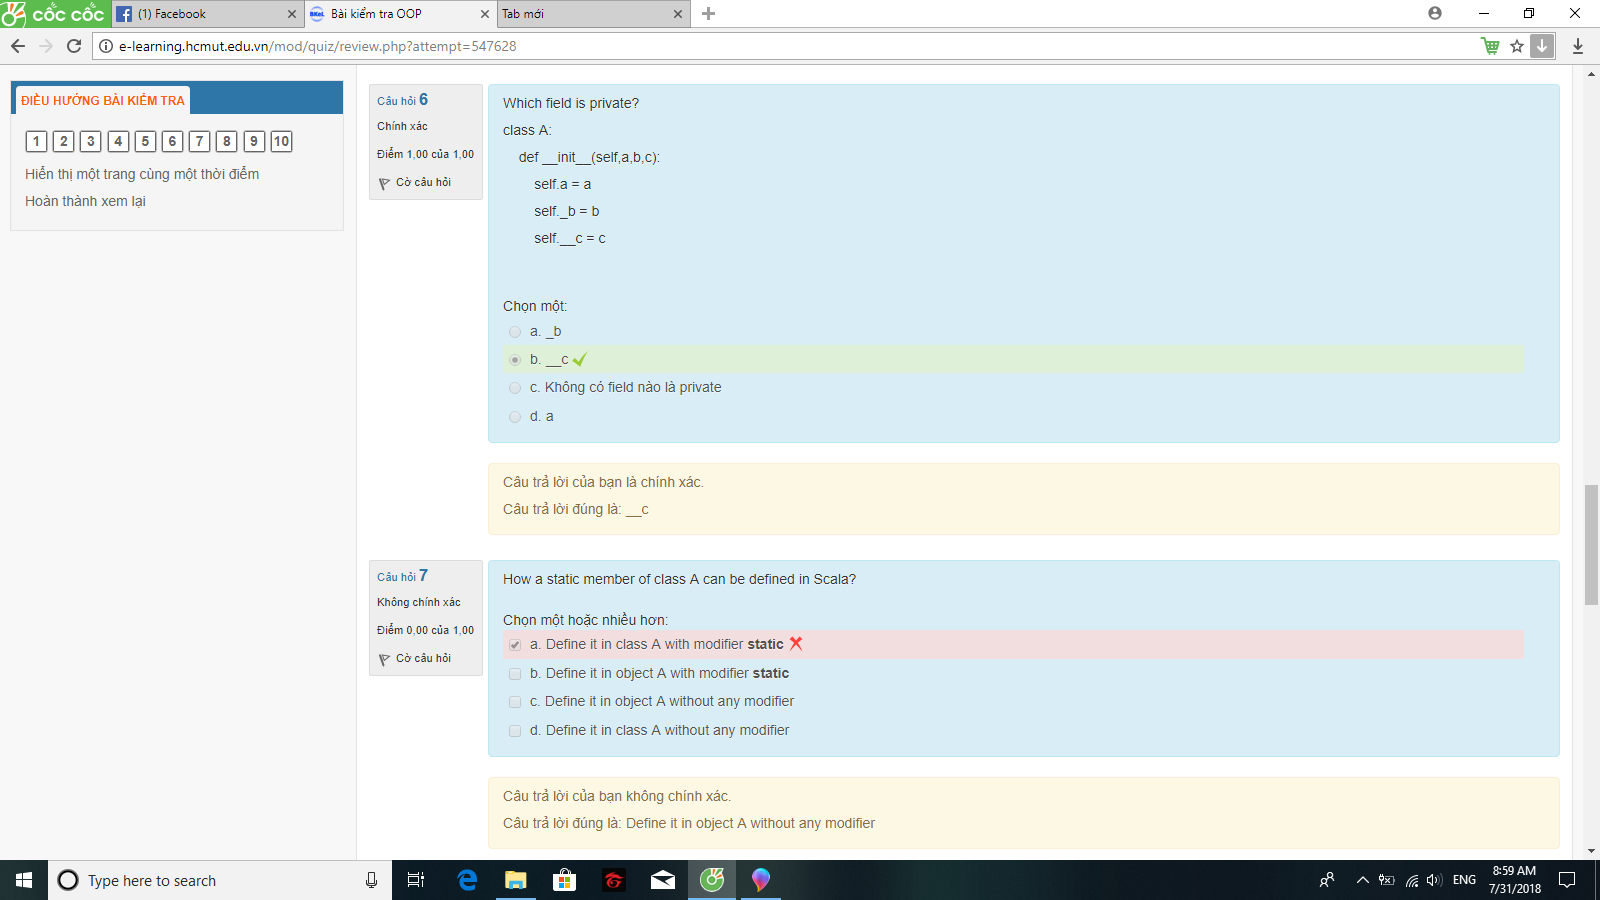 cốc cốc
(1) Facebook
BKeL
Bài kiểm tra OOP
Tab mới
e-learning.hcmut.edu.vn/mod/quiz/review.php?attempt=547628
ĐIỀU HƯỚNG BÀI KIỂM TRA
1 2 3 4 5 6 7 8 9 10
Hiển thị một trang cùng một thời điểm
Hoàn thành xem lại
Câu hỏi 6
Chính xác
Điểm 1,00 của 1,00
Cờ câu hỏi
Which field is private?
class A:
def __init__(self,a,b,c):
self.a = a
self._b = b
self.__c = c
Chọn một:
a. _b
b. __c
c. Không có field nào là private
d. a
Câu trả lời của bạn là chính xác.
Câu trả lời đúng là: __c
Câu hỏi 7
Không chính xác
Điểm 0,00 của 1,00
Cờ câu hỏi
How a static member of class A can be defined in Scala?
Chọn một hoặc nhiều hơn:
a. Define it in class A with modifier static
b. Define it in object A with modifier static
c. Define it in object A without any modifier
d. Define it in class A without any modifier
Câu trả lời của bạn không chính xác.
Câu trả lời đúng là: Define it in object A without any modifier
Type here to search
ENG
8:59 AM
7/31/2018